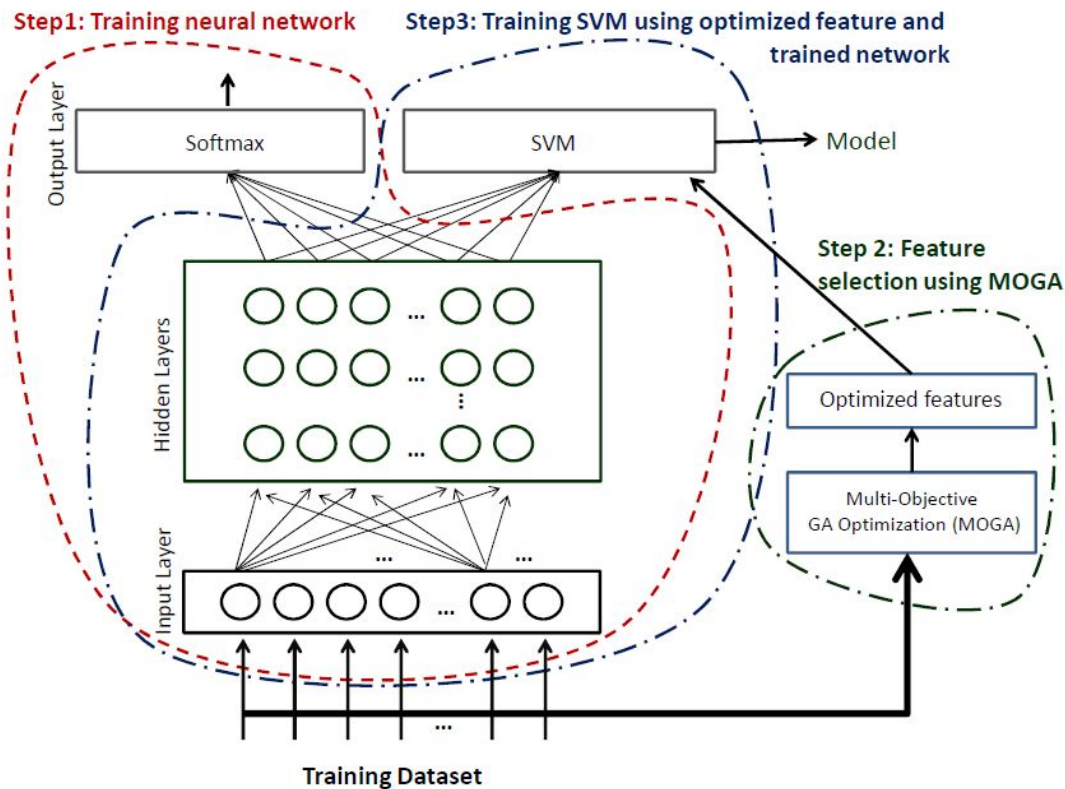 Step1: Training neural network
Step3: Training SVM using optimized feature and
trained network
Output Layer
Softmax
SVM
Model
Step 2: Feature
selection using MOGA
Hidden Layers
...
...
...
...
Optimized features
Multi-Objective
GA Optimization (MOGA)
Input Layer
... ...
...
...
Training Dataset